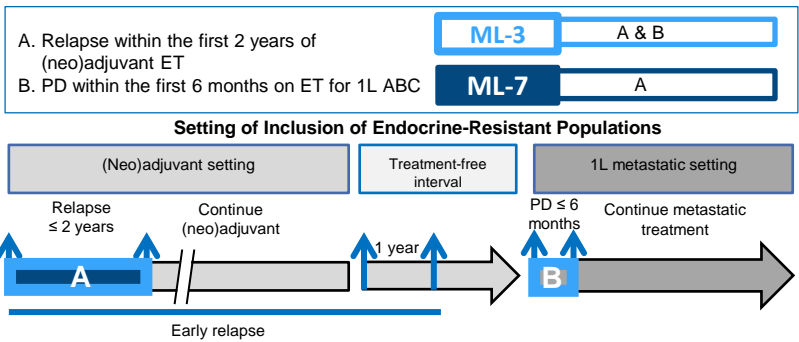 A. Relapse within the first 2 years of
(neo)adjuvant ET
B. PD within the first 6 months on ET for 1L ABC
ML-3
A & B
ML-7
A
Setting of Inclusion of Endocrine-Resistant Populations
(Neo)adjuvant setting
Treatment-free
interval
1L metastatic setting
Relapse
≤ 2 years
Continue
(neo)adjuvant
1 year
PD ≤ 6
months
Continue metastatic
treatment
A
B
Early relapse